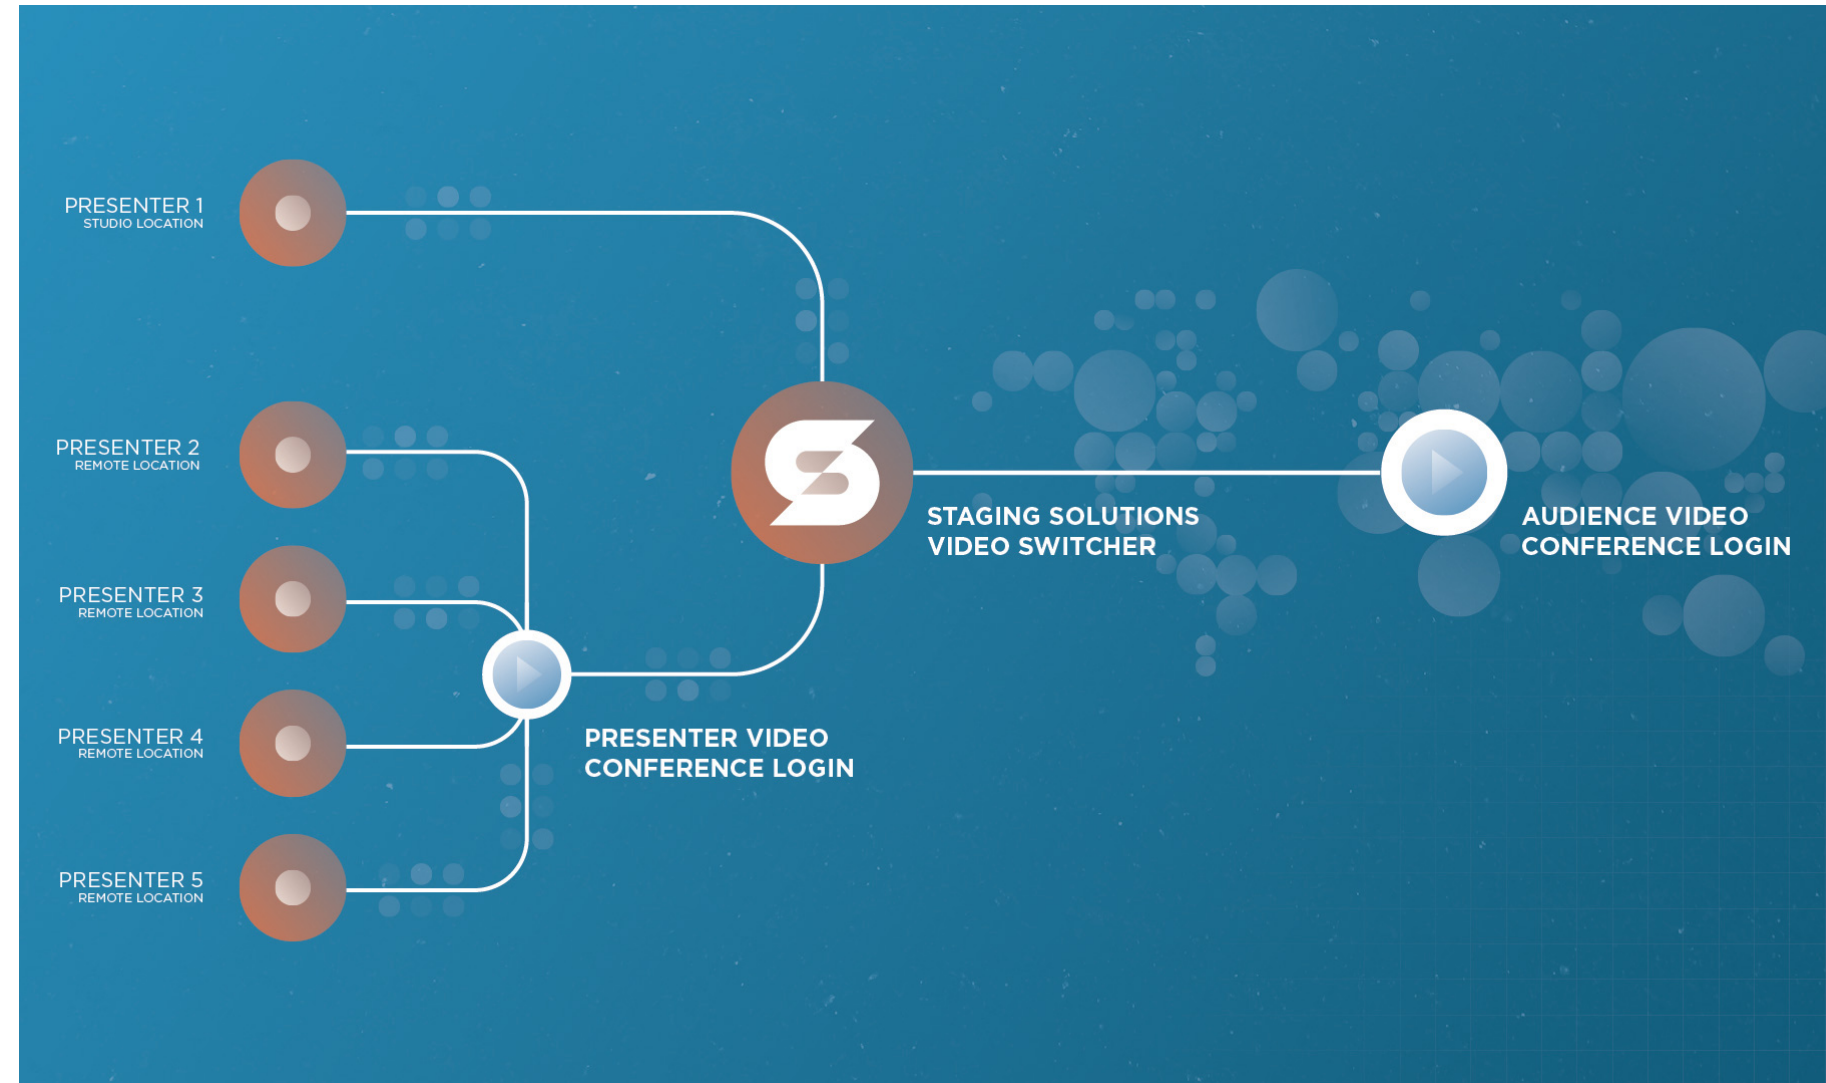 PRESENTER 1
STUDIO LOCATION
PRESENTER 2
REMOTE LOCATION
PRESENTER 3
REMOTE LOCATION
PRESENTER 4
REMOTE LOCATION
PRESENTER 5
REMOTE LOCATION
PRESENTER VIDEO
CONFERENCE LOGIN
STAGING SOLUTIONS
VIDEO SWITCHER
AUDIENCE VIDEO
CONFERENCE LOGIN